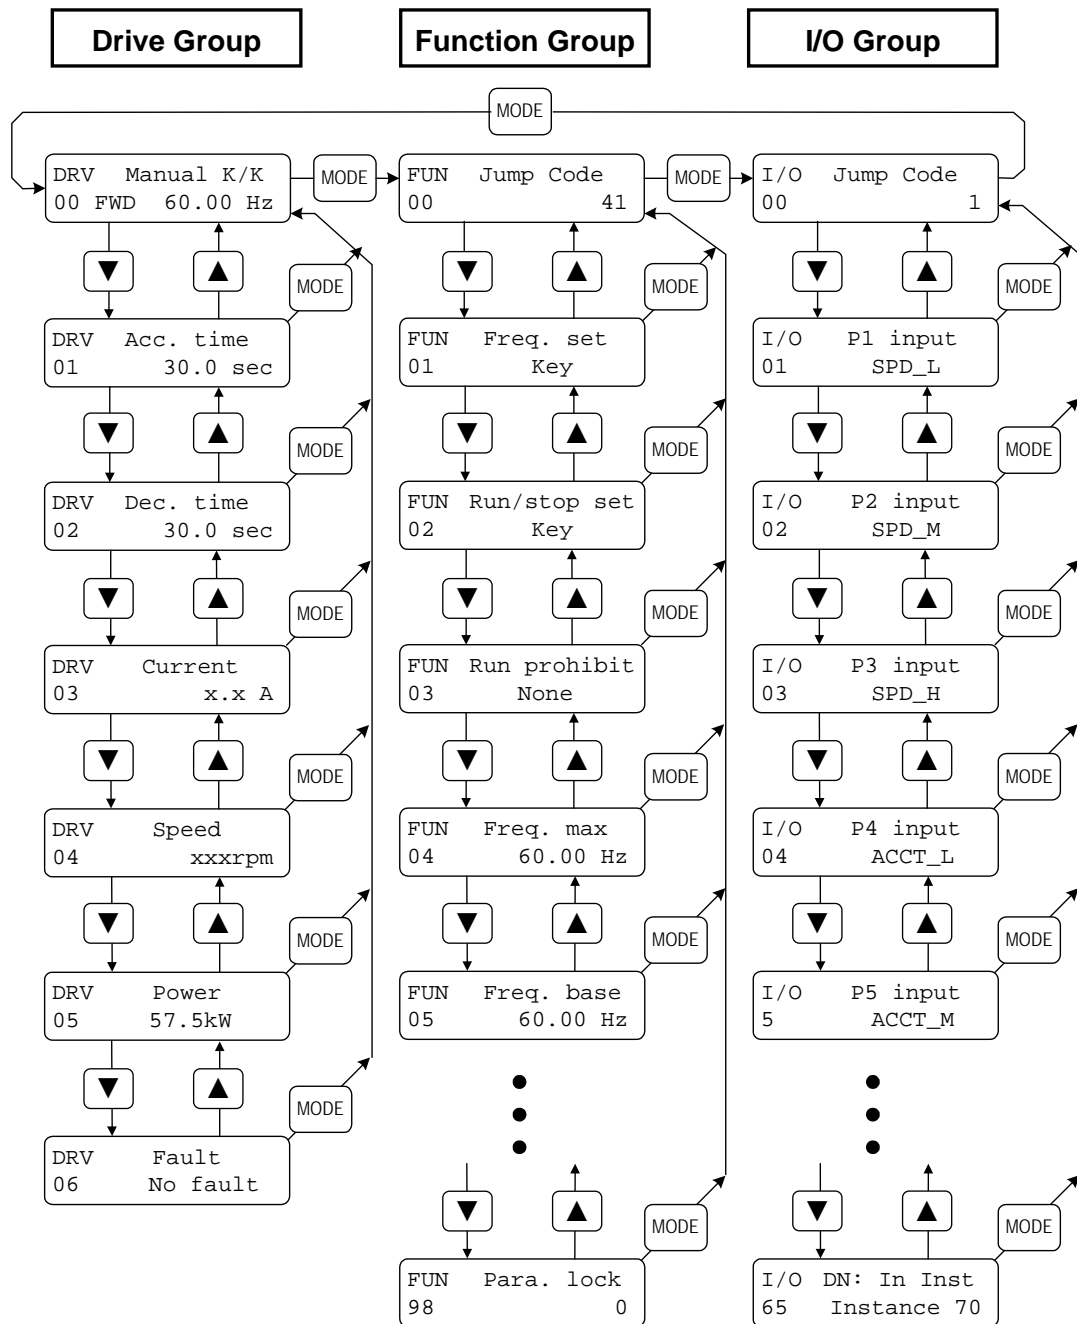 Drive Group
Function Group
I/O Group
MODE
DRV Manual K/K
00 FWD 60.00 Hz
MODE
FUN Jump Code
00 41
MODE
I/O Jump Code
00 1
MODE
MODE
MODE
DRV Acc. time
01 30.0 sec
FUN Freq. set
01 Key
I/O P1 input
01 SPD_L
MODE
MODE
MODE
DRV Dec. time
02 30.0 sec
FUN Run/stop set
02 Key
I/O P2 input
02 SPD_M
MODE
MODE
MODE
DRV Current
03 x.x A
FUN Run prohibit
03 None
I/O P3 input
03 SPD_H
MODE
MODE
MODE
DRV Speed
04 xxxrpm
FUN Freq. max
04 60.00 Hz
I/O P4 input
04 ACCT_L
MODE
MODE
MODE
DRV Power
05 57.5kW
FUN Freq. base
05 60.00 Hz
I/O P5 input
5 ACCT_M
MODE
DRV Fault
06 No fault
MODE
MODE
FUN Para. lock
98 0
I/O DN: In Inst
65 Instance 70